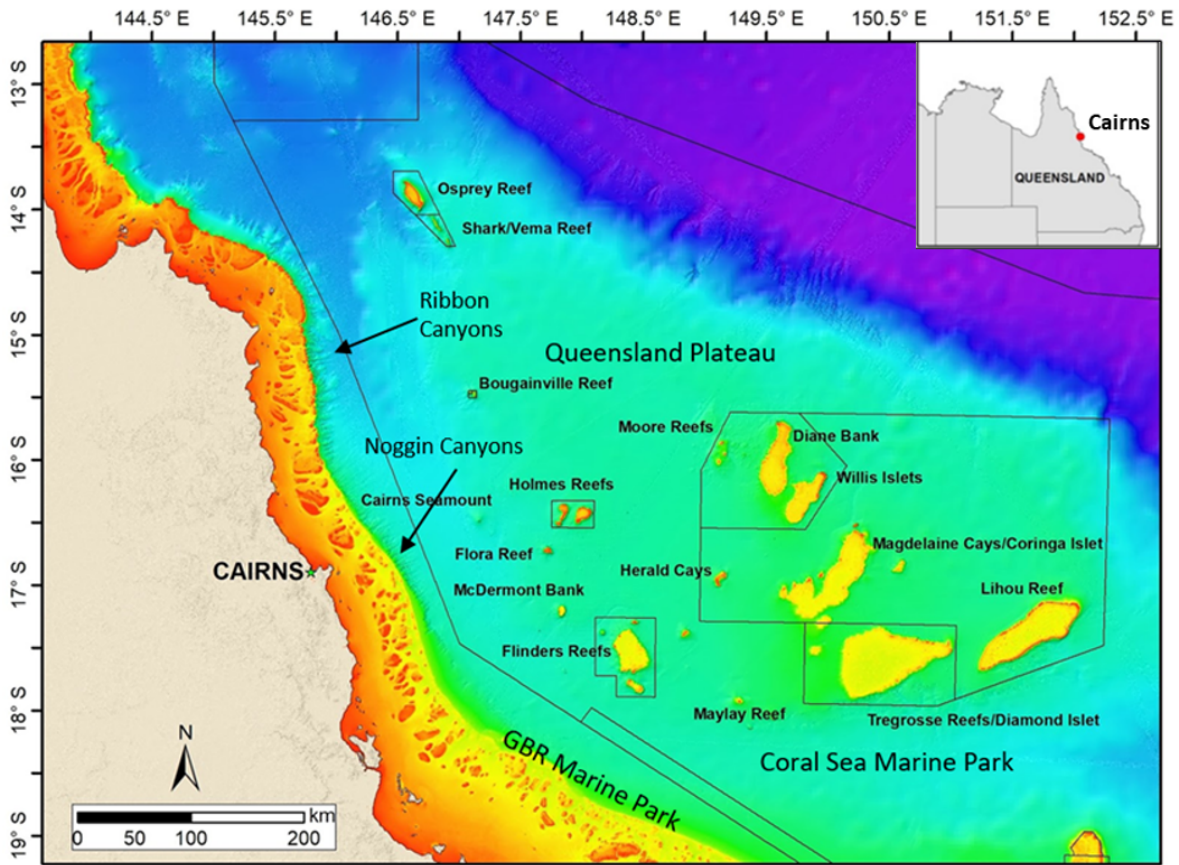 144.5° E 145.5° E 146.5° E 147.5° E 148.5° E 149.5° E 150.5° E 151.5° E 152.5° E
13° S
14° S
15° S
16° S
17° S
18° S
19° S
Cairns
QUEENSLAND
Osprey Reef
Shark/Vema Reef
Ribbon
Canyons
Queensland Plateau
Bougainville Reef
Moore Reefs
Diane Bank
Noggin Canyons
Willis Islets
Holmes Reefs
Cairns Seamount
Magdelaine Cays/Coringa Islet
Flora Reef
Herald Cays
CAIRNS
McDermont Bank
Lihou Reef
Flinders Reefs
Maylay Reef
Tregrosse Reefs/Diamond Islet
GBR Marine Park
Coral Sea Marine Park
N
km
0 50 100 200